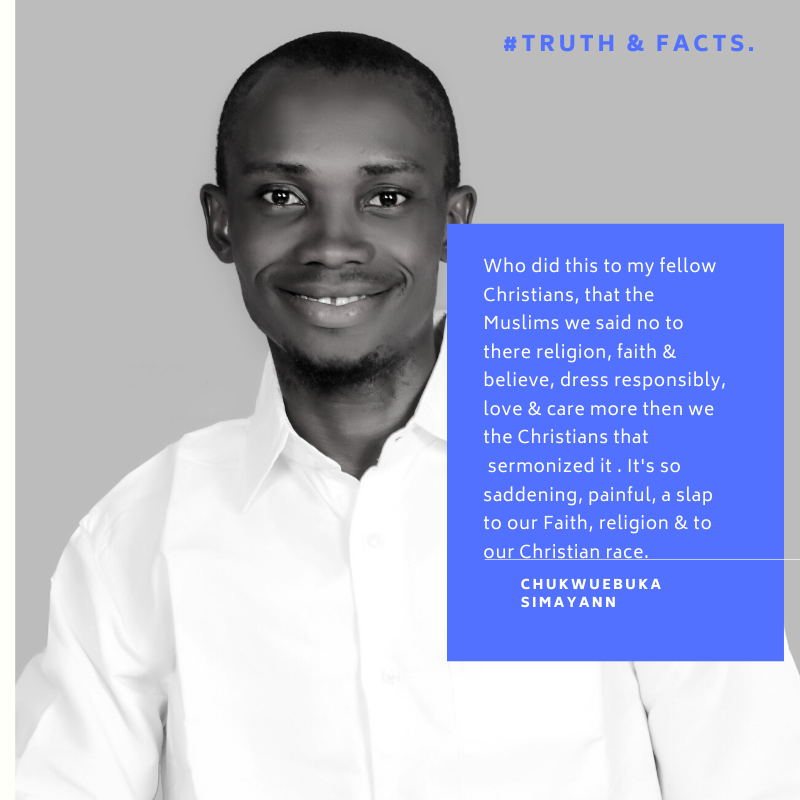 #TRUTH & FACTS.
Who did this to my fellow
Christians, that the
Muslims we said no to
there religion, faith &
believe, dress responsibly,
love & care more then we
the Christians that
sermonized it . It's so
saddening, painful, a slap
to our Faith, religion & to
our Christian race.
CHUKWUEBUKA
SIMAYANN